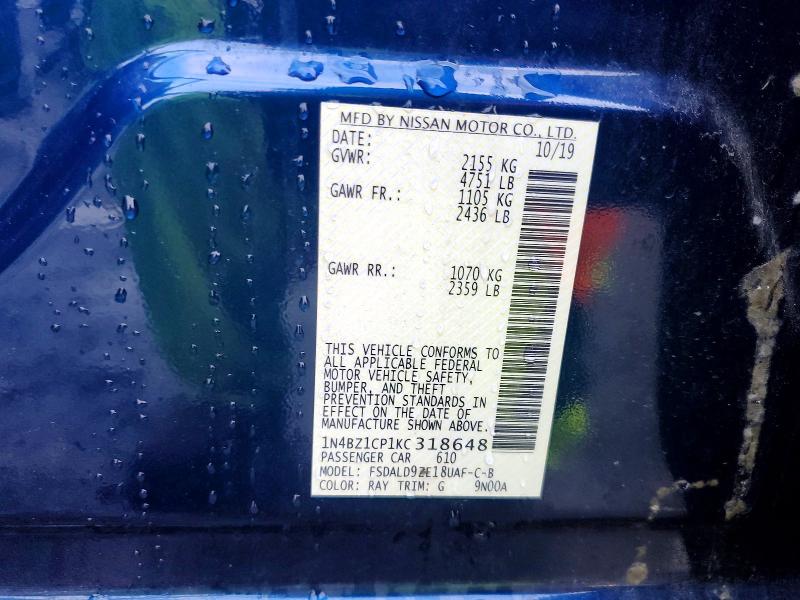 MFD BY NISSAN MOTOR CO., LTD.
DATE: 10/19
GVWR: 2155 KG
4751 LB
GAWR FR.: 1105 KG
2436 LB
GAWR RR.: 1070 KG
2359 LB
THIS VEHICLE CONFORMS TO
ALL APPLICABLE FEDERAL
MOTOR VEHICLE SAFETY,
BUMPER, AND THEFT
PREVENTION STANDARDS IN
EFFECT ON THE DATE OF
MANUFACTURE SHOWN ABOVE.
1N4BZ1CP1KC318648
PASSENGER CAR 610
MODEL: FSDALD9ZE18UAF-C-B
COLOR: RAY TRIM: G 9N00A